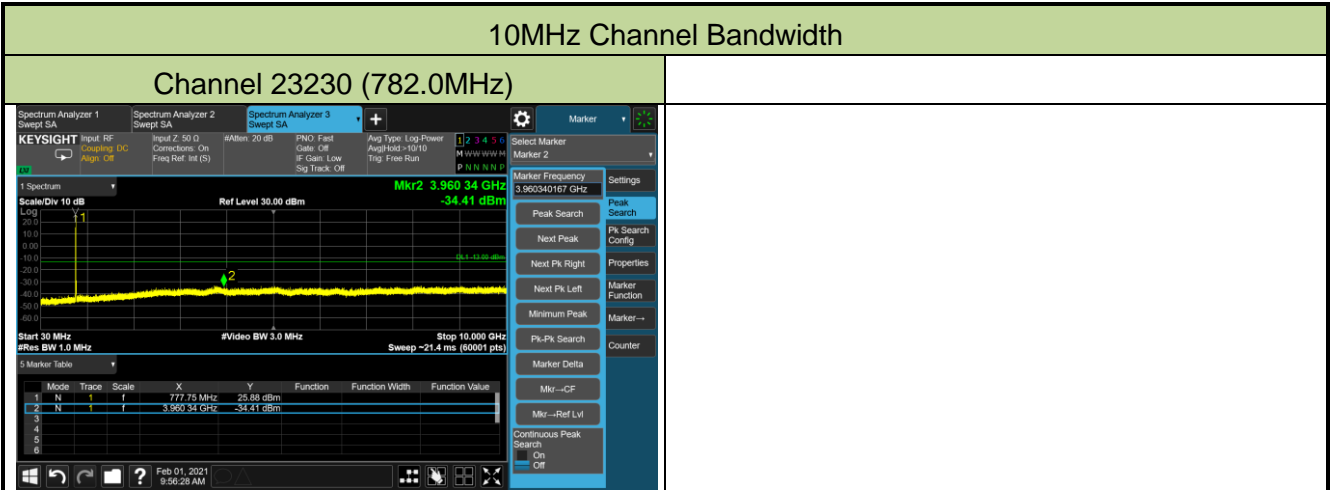 10MHz Channel Bandwidth
Channel 23230 (782.0MHz)
Spectrum Analyzer 1
Swept SA
Spectrum Analyzer 2
Swept SA
Spectrum Analyzer 3
Swept SA
Marker
KEYSIGHT
Input: RF
Coupling: DC
Align: Off
Input Z: 50 Ω
Corrections: On
Freq Ref: Int (S)
#Atten: 20 dB
PNO: Fast
Gate: Off
IF Gain: Low
Sig Track: Off
Avg Type: Log-Power
Avg|Hold:>10/10
Trig: Free Run
1 2 3 4 5 6
M W W W W M
P N N N N P
Select Marker
Marker 2
1 Spectrum
Scale/Div 10 dB
Ref Level 30.00 dBm
Mkr2 3.960 34 GHz
-34.41 dBm
Log
20.0
10.0
0.00
-10.0
-20.0
-30.0
-40.0
-50.0
-60.0
1
2
DL1 -13.00 dBm
Start 30 MHz
#Res BW 1.0 MHz
#Video BW 3.0 MHz
Stop 10.000 GHz
Sweep ~21.4 ms (60001 pts)
5 Marker Table
Mode Trace Scale X Y Function Function Width Function Value
1 N 1 f 777.75 MHz 25.88 dBm
2 N 1 f 3.960 34 GHz -34.41 dBm
3
4
5
6
Feb 01, 2021
9:56:28 AM
Marker Frequency
3.960340167 GHz
Peak Search
Next Peak
Next Pk Right
Next Pk Left
Minimum Peak
Pk-Pk Search
Marker Delta
Mkr→CF
Mkr→Ref Lvl
Continuous Peak
Search
On
Off
Settings
Peak
Search
Pk Search
Config
Properties
Marker
Function
Marker→
Counter